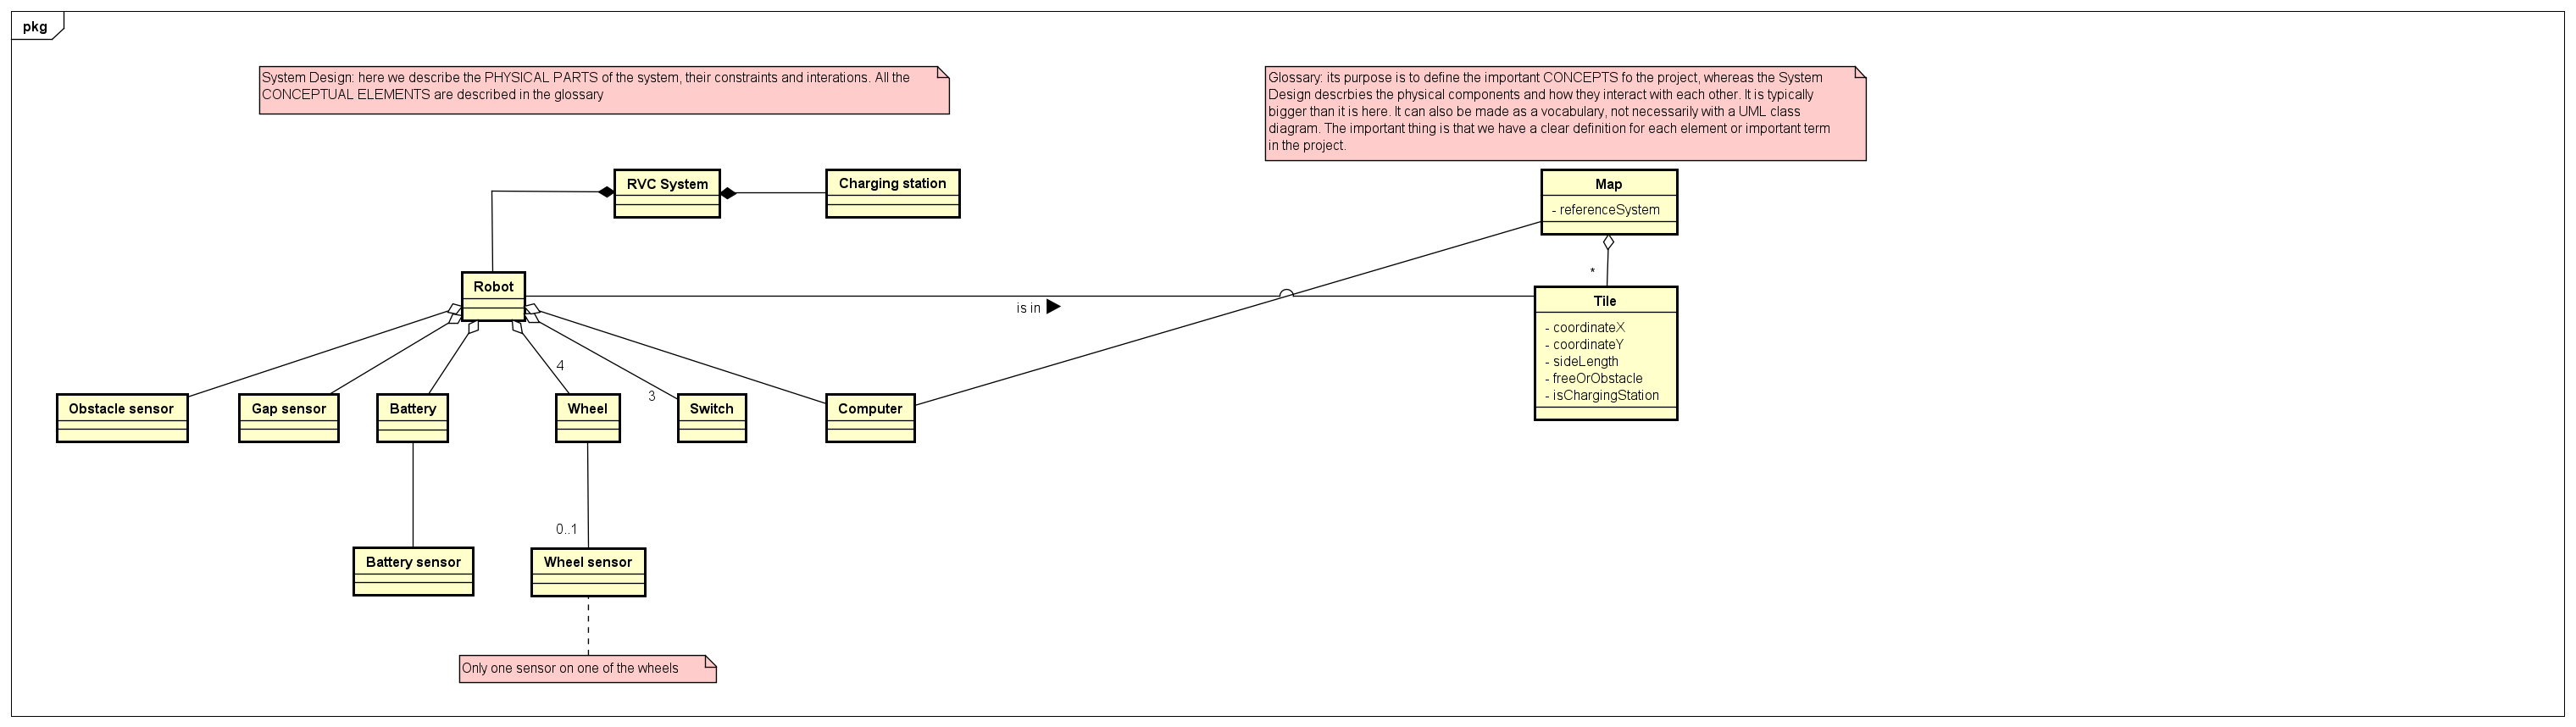 pkg
System Design: here we describe the PHYSICAL PARTS of the system, their constraints and interations. All the
CONCEPTUAL ELEMENTS are described in the glossary
Glossary: its purpose is to define the important CONCEPTS fo the project, whereas the System
Design descrbies the physical components and how they interact with each other. It is typically
bigger than it is here. It can also be made as a vocabulary, not necessarily with a UML class
diagram. The important thing is that we have a clear definition for each element or important term
in the project.
RVC System
Charging station
Map
- referenceSystem
*
Robot
is in
Tile
- coordinateX
- coordinateY
- sideLength
- freeOrObstacle
- isChargingStation
4
3
Obstacle sensor
Gap sensor
Battery
Wheel
Switch
Computer
0..1
Battery sensor
Wheel sensor
Only one sensor on one of the wheels